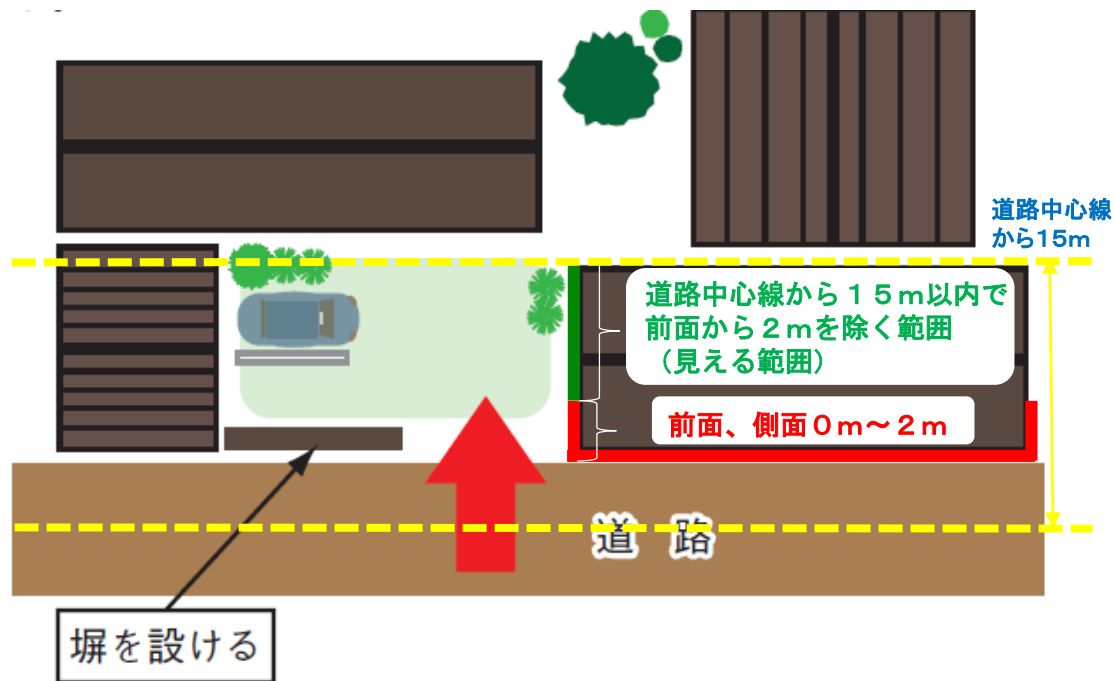 道路中心線
から15m
道路中心線から１５m以内で
前面から２mを除く範囲
（見える範囲）
前面、側面０m～２m
道　路
塀を設ける